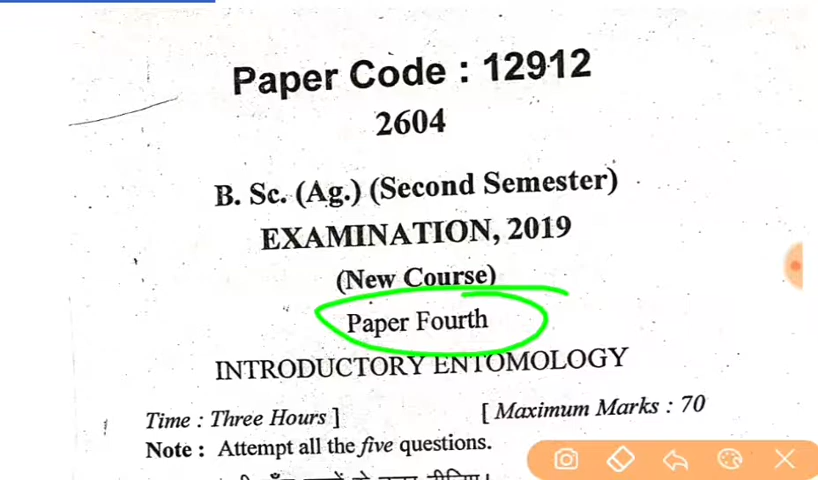 Paper Code : 12912
2604
B. Sc. (Ag.) (Second Semester)
EXAMINATION, 2019
(New Course)
Paper Fourth
INTRODUCTORY ENTOMOLOGY
Time : Three Hours ]
[ Maximum Marks : 70
Note : Attempt all the five questions.